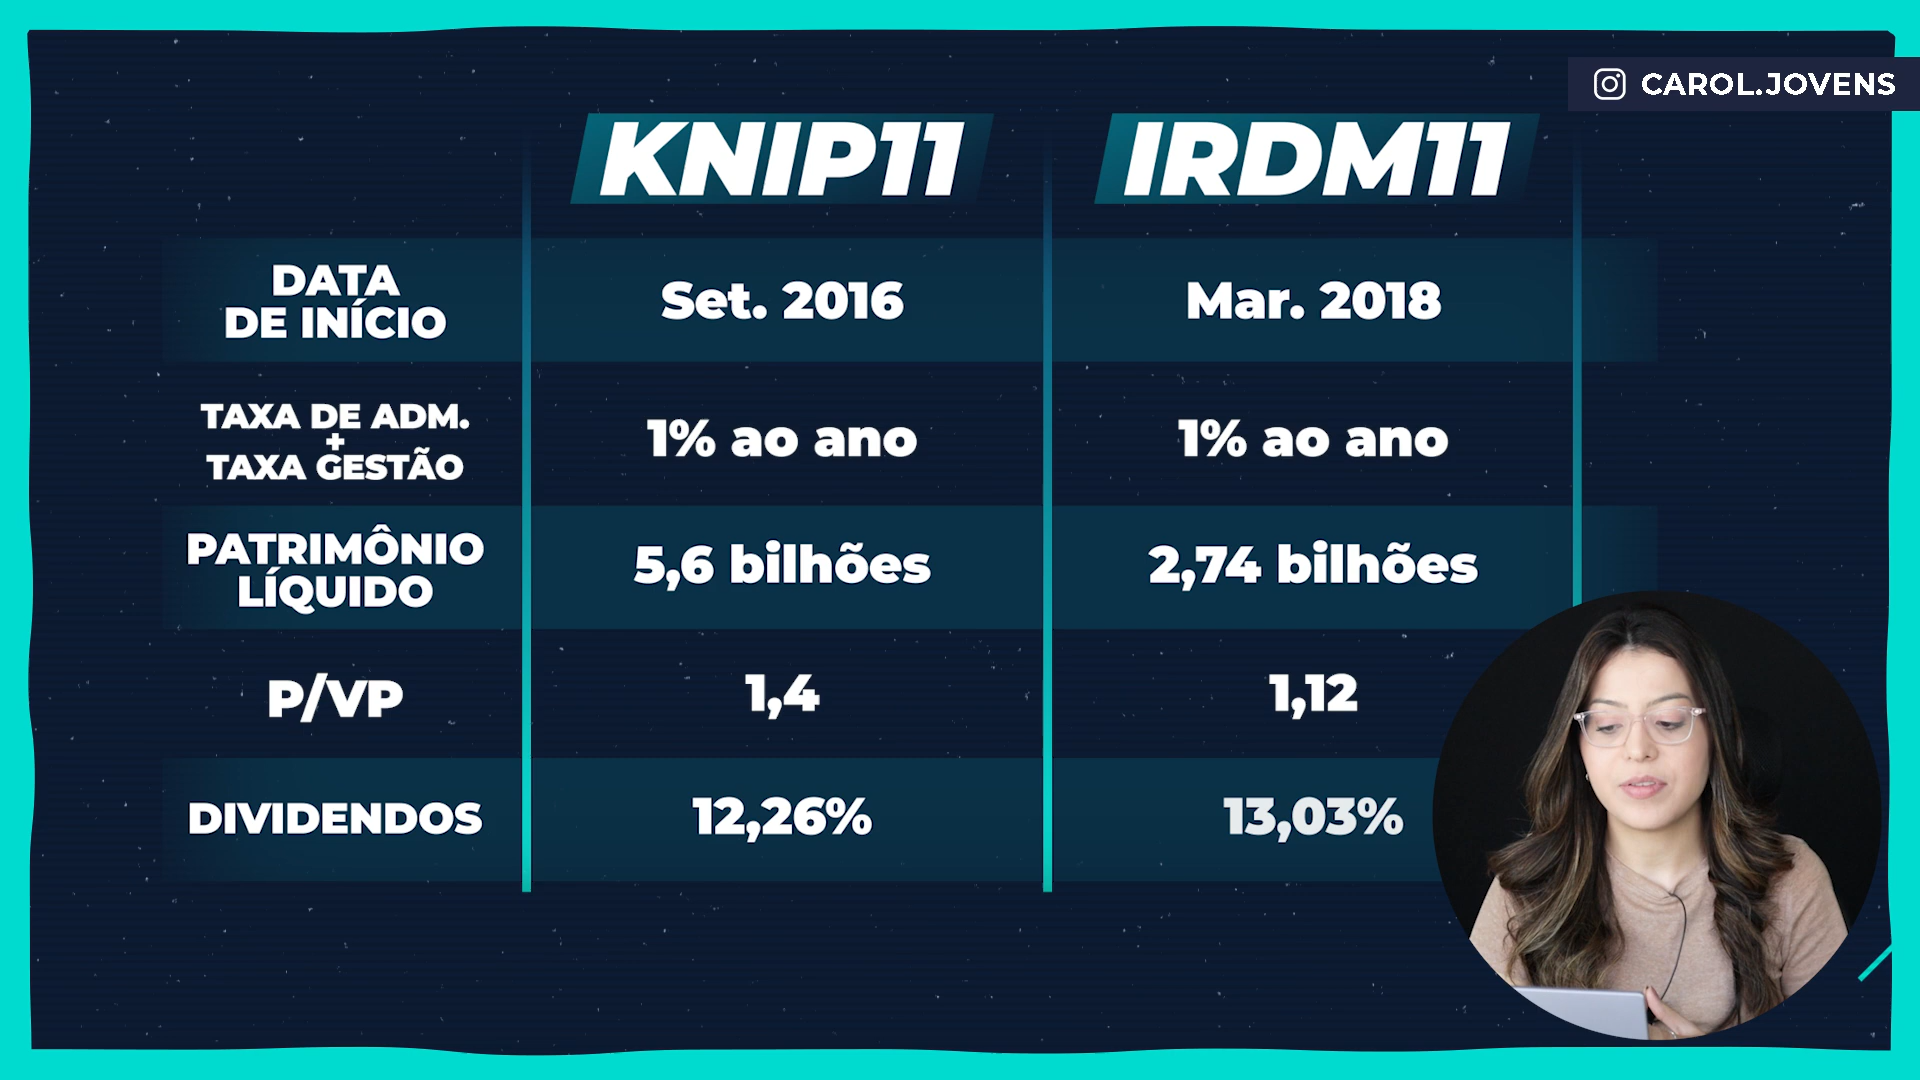 CAROL.JOVENS
KNIP11 IRDM11
DATA
DE INÍCIO
Set. 2016 Mar. 2018
TAXA DE ADM.
+
TAXA GESTÃO
1% ao ano 1% ao ano
PATRIMÔNIO
LÍQUIDO
5,6 bilhões 2,74 bilhões
P/VP 1,4 1,12
DIVIDENDOS 12,26% 13,03%